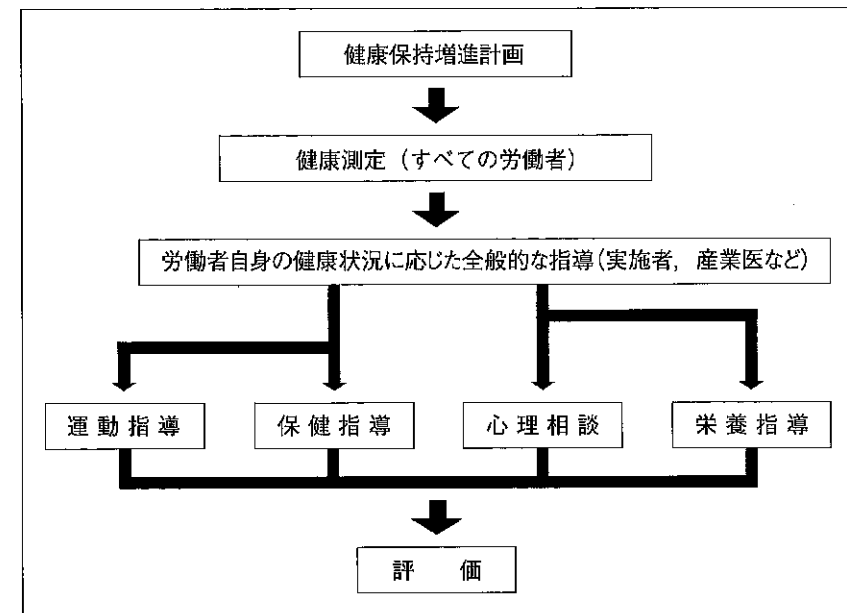 健康保持増進計画
健康測定(すべての労働者)
労働者自身の健康状況に応じた全般的な指導(実施者,産業医など)
運動指導
保健指導
心理相談
栄養指導
評価